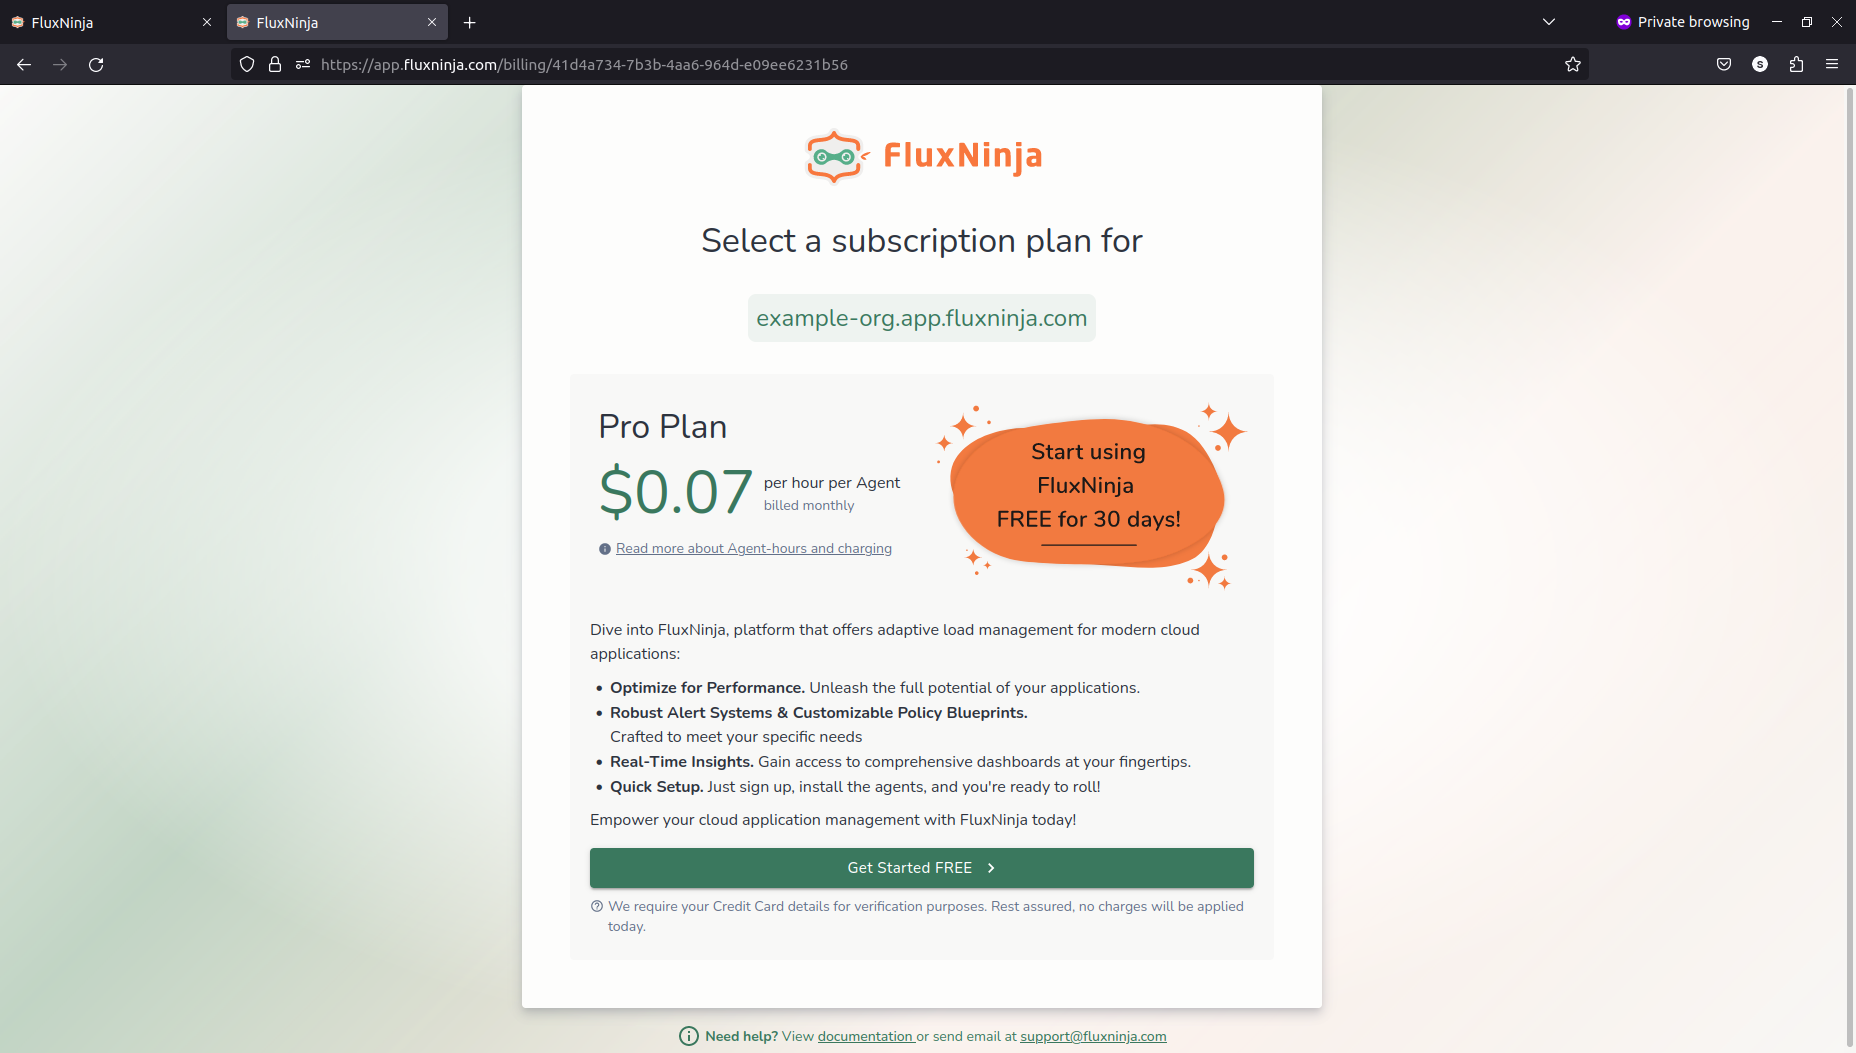 FluxNinja
FluxNinja
Private browsing
https://app.fluxninja.com/billing/41d4a734-7b3b-4aa6-964d-e09ee6231b56
S
FluxNinja
Select a subscription plan for
example-org.app.fluxninja.com
Pro Plan
$0.07
per hour per Agent
billed monthly
Read more about Agent-hours and charging
Start using
FluxNinja
FREE for 30 days!
Dive into FluxNinja, platform that offers adaptive load management for modern cloud
applications:
• Optimize for Performance. Unleash the full potential of your applications.
• Robust Alert Systems & Customizable Policy Blueprints.
Crafted to meet your specific needs
• Real-Time Insights. Gain access to comprehensive dashboards at your fingertips.
• Quick Setup. Just sign up, install the agents, and you're ready to roll!
Empower your cloud application management with FluxNinja today!
Get Started FREE
We require your Credit Card details for verification purposes. Rest assured, no charges will be applied
today.
Need help? View documentation or send email at support@fluxninja.com